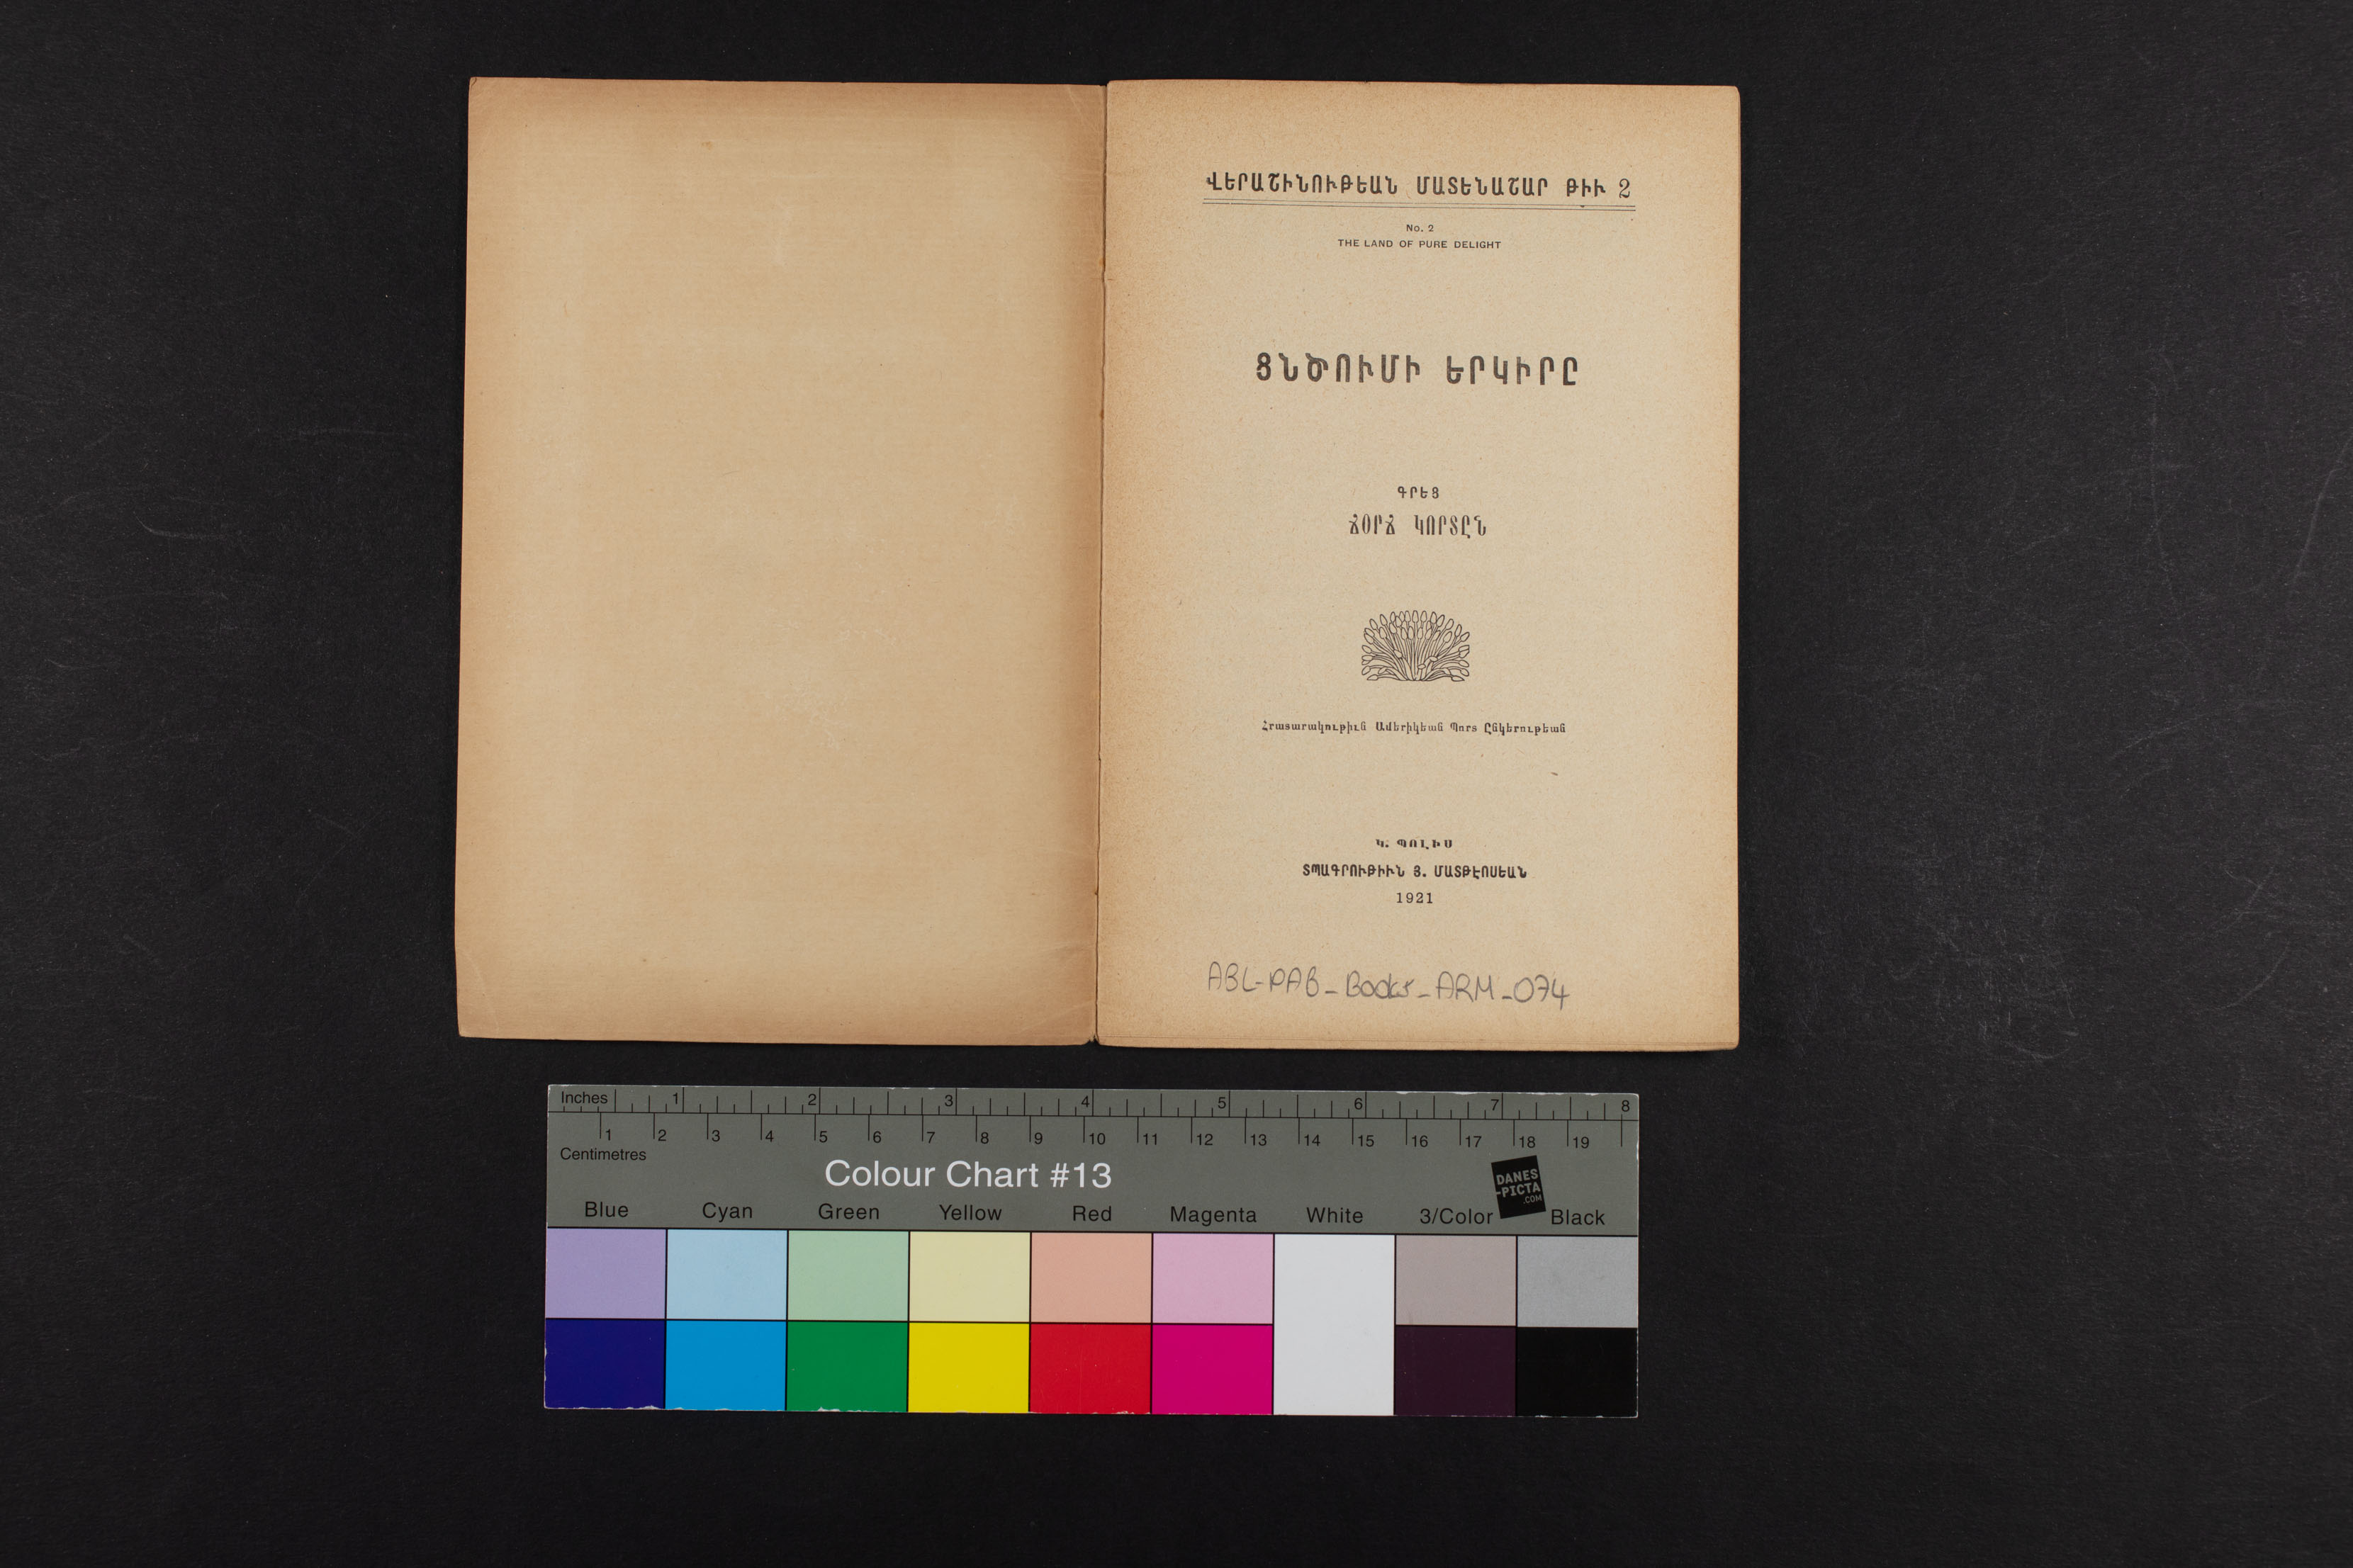 ՎԵՐԱՇԻՆՈՒԹԵԱՆ ՄԱՏԵՆԱՇԱՐ ԹԻՒ 2
No. 2
THE LAND OF PURE DELIGHT
ՑՆԾՈՒՄԻ ԵՐԿԻՐԸ
ԳՐԵՑ
ՃՕՐՃ ԿՈՐՏԸՆ
Հրատարակութիւն Ամերիկեան Պորտ Ընկերութեան
Կ. ՊՈԼԻՍ
ՏՊԱԳՐՈՒԹԻՒՆ Յ. ՄԱՏԹԷՈՍԵԱՆ
1921
ABL-PAB_Books_ARM_074
Inches 1 2 3 4 5 6 7 8
1 2 3 4 5 6 7 8 9 10 11 12 13 14 15 16 17 18 19
Centimetres
Colour Chart #13
DANES
-PICTA
.COM
Blue Cyan Green Yellow Red Magenta White 3/Color Black